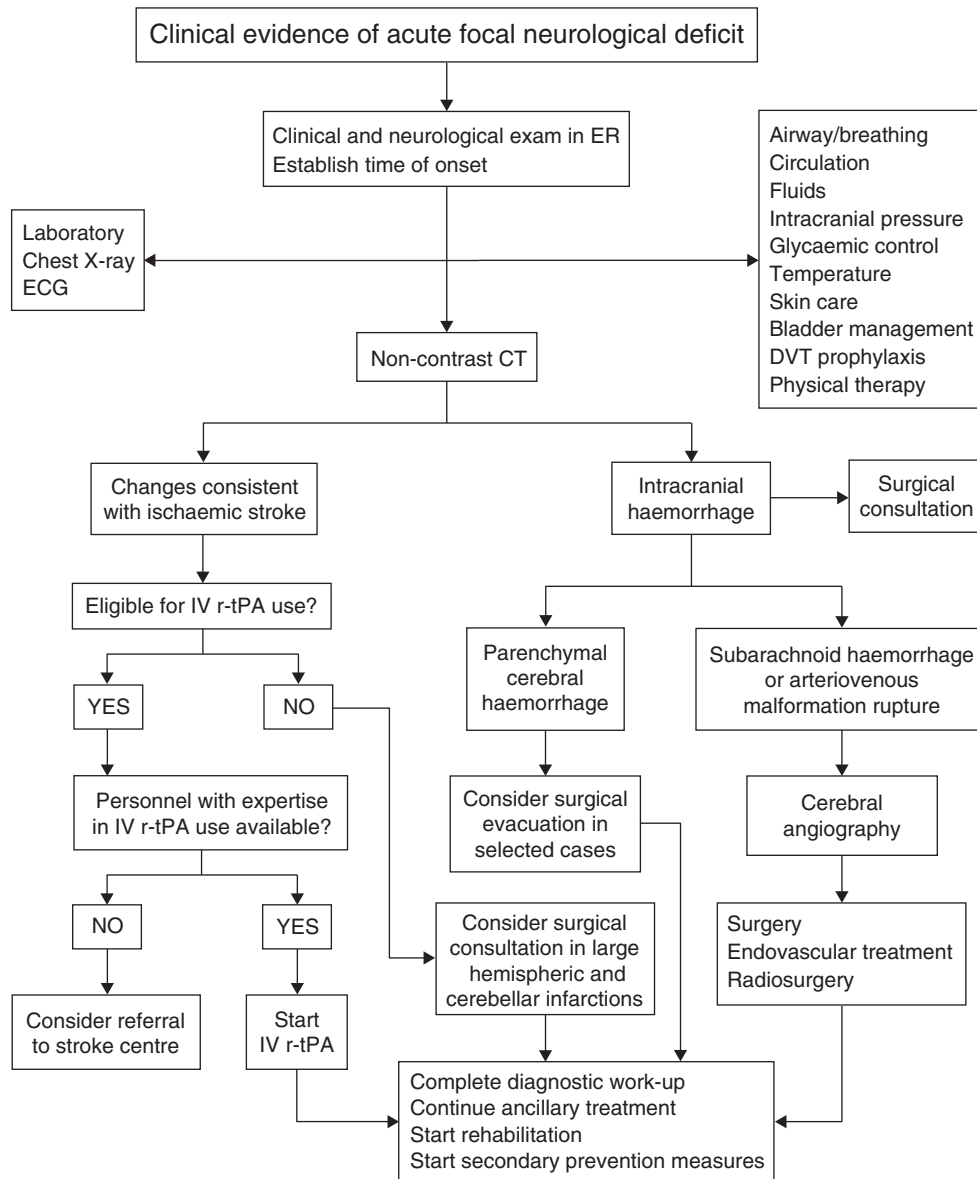 Clinical evidence of acute focal neurological deficit
Clinical and neurological exam in ER
Establish time of onset
Laboratory
Chest X-ray
ECG
Airway/breathing
Circulation
Fluids
Intracranial pressure
Glycaemic control
Temperature
Skin care
Bladder management
DVT prophylaxis
Physical therapy
Non-contrast CT
Changes consistent
with ischaemic stroke
Intracranial
haemorrhage
Surgical
consultation
Eligible for IV r-tPA use?
YES
NO
Parenchymal
cerebral
haemorrhage
Subarachnoid haemorrhage
or arteriovenous
malformation rupture
Personnel with expertise
in IV r-tPA use available?
Consider surgical
evacuation in
selected cases
Cerebral
angiography
NO
YES
Consider surgical
consultation in large
hemispheric and
cerebellar infarctions
Surgery
Endovascular treatment
Radiosurgery
Consider referral
to stroke centre
Start
IV r-tPA
Complete diagnostic work-up
Continue ancillary treatment
Start rehabilitation
Start secondary prevention measures